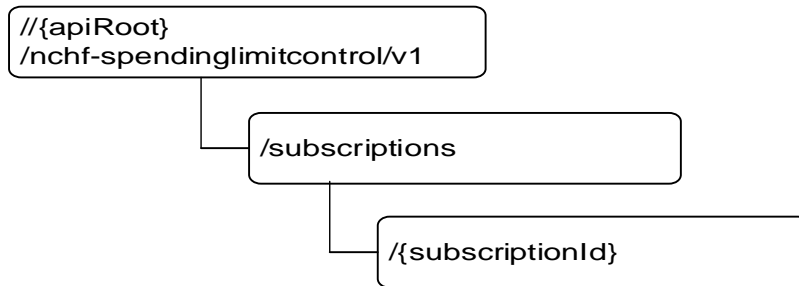 //{apiRoot}
/nchf-spendinglimitcontrol/v1
/subscriptions
/{subscriptionId}